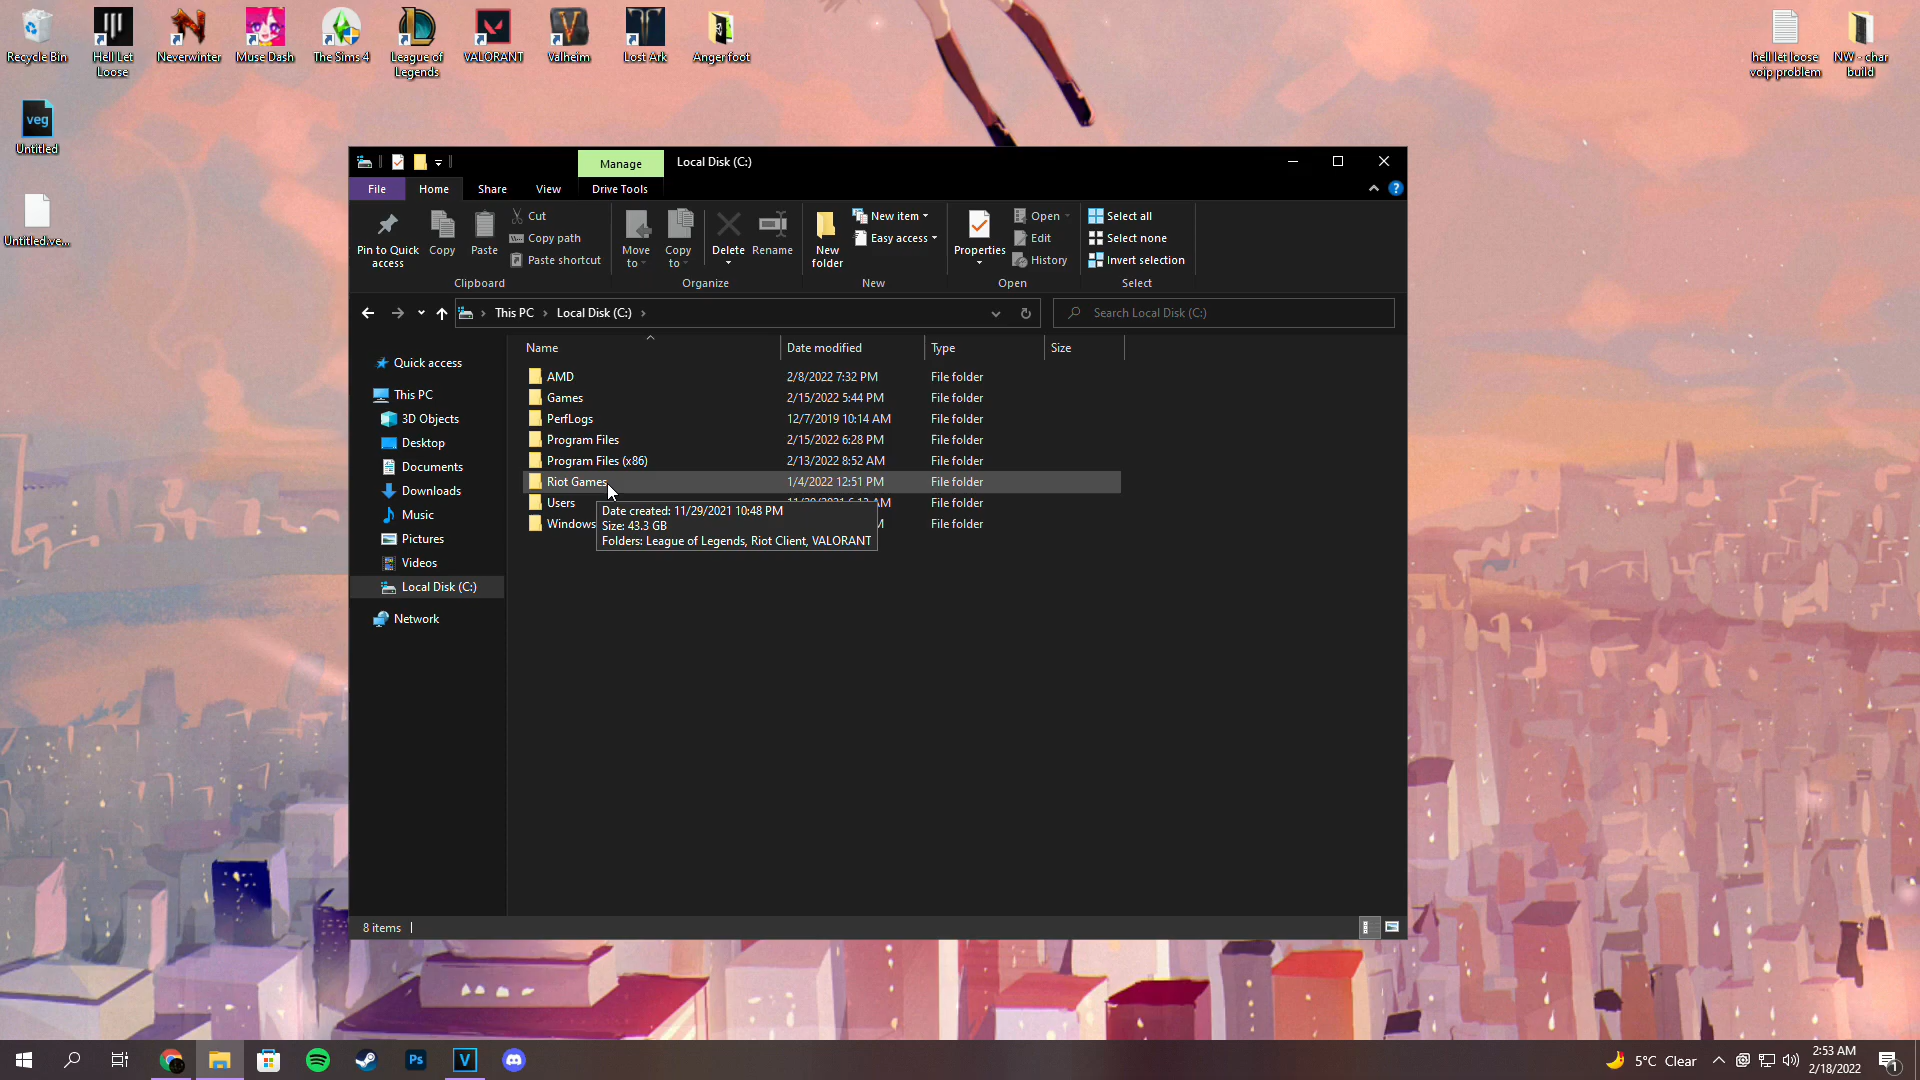 Recycle Bin
Hell Let
Loose
Neverwinter
Muse Dash
The Sims 4
League of
Legends
VALORANT
Valheim
Lost Ark
Anger foot
hell let loose
voip problem
NW - char
build
veg
Untitled
Untitled.ve...
Manage
Local Disk (C:)
File
Home
Share
View
Drive Tools
?
Pin to Quick
access
Copy
Paste
Cut
Copy path
Paste shortcut
Clipboard
Move
to
Copy
to
Delete
Rename
Organize
New
folder
New item
Easy access
New
Properties
Open
Edit
History
Open
Select all
Select none
Invert selection
Select
This PC
Local Disk (C:)
Search Local Disk (C:)
Name
Date modified
Type
Size
Quick access
This PC
3D Objects
Desktop
Documents
Downloads
Music
Pictures
Videos
Local Disk (C:)
Network
AMD 2/8/2022 7:32 PM File folder
Games 2/15/2022 5:44 PM File folder
PerfLogs 12/7/2019 10:14 AM File folder
Program Files 2/15/2022 6:28 PM File folder
Program Files (x86) 2/13/2022 8:52 AM File folder
Riot Games 1/4/2022 12:51 PM File folder
Users AM File folder
Windows File folder
Date created: 11/29/2021 10:48 PM
Size: 43.3 GB
Folders: League of Legends, Riot Client, VALORANT
8 items
Ps
V
5°C Clear
2:53 AM
2/18/2022
1